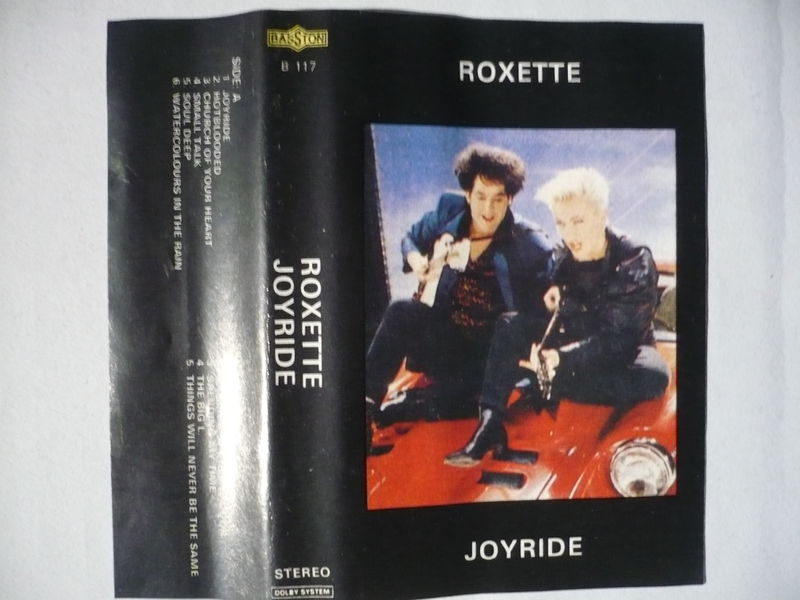 BASSTON
B 117
ROXETTE
JOYRIDE
STEREO
DOLBY SYSTEM
ROXETTE
JOYRIDE
SIDE: A
1 JOYRIDE
2 HOTBLOODED
3 CHURCH OF YOUR HEART
4 SMALL TALK
5 SOUL DEEP
6 WATERCOLOURS IN THE RAIN
TIME
4 THE BIG L.
5 THINGS WILL NEVER BE THE SAME